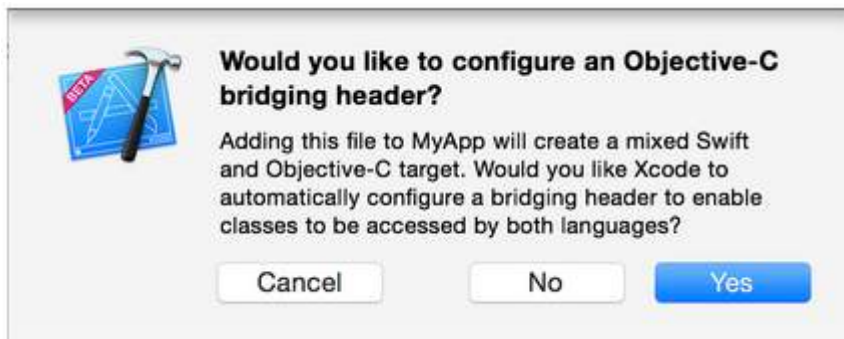 BETA
Would you like to configure an Objective-C
bridging header?
Adding this file to MyApp will create a mixed Swift
and Objective-C target. Would you like Xcode to
automatically configure a bridging header to enable
classes to be accessed by both languages?
Cancel
No
Yes